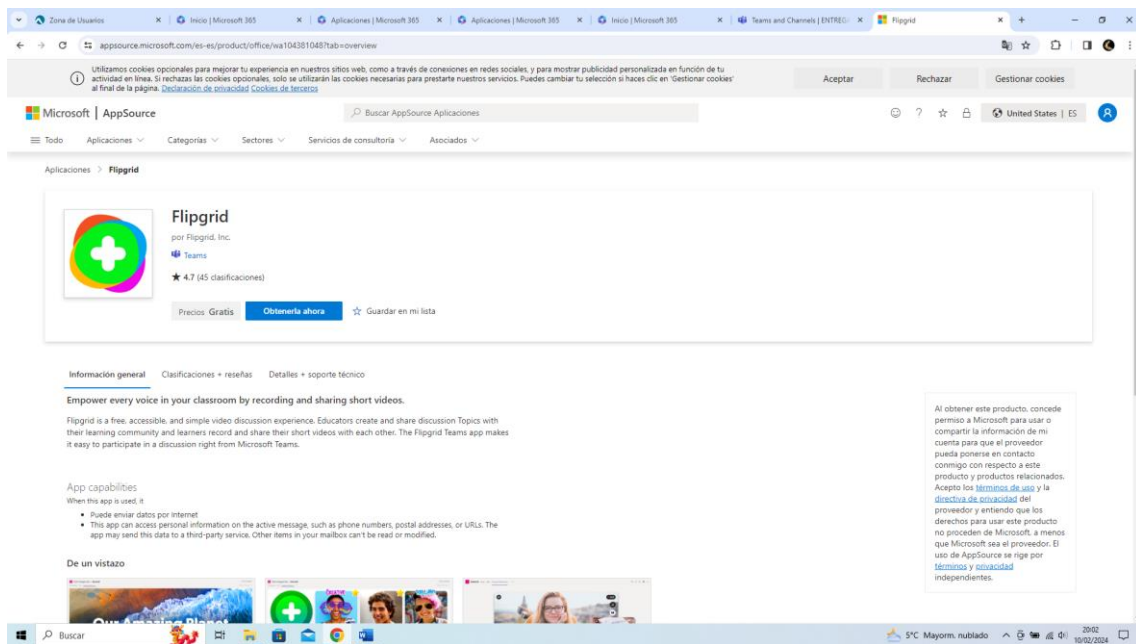 Zona de Usuarios
Inicio | Microsoft 365
Aplicaciones | Microsoft 365
Aplicaciones | Microsoft 365
Inicio | Microsoft 365
Teams and Channels | ENTREG
Flipgrid
appsource.microsoft.com/es-es/product/office/wa104381048?tab=overview
Utilizamos cookies opcionales para mejorar tu experiencia en nuestros sitios web, como a través de conexiones en redes sociales, y para mostrar publicidad personalizada en función de tu
actividad en línea. Si rechazas las cookies opcionales, solo se utilizarán las cookies necesarias para prestarte nuestros servicios. Puedes cambiar tu selección si haces clic en 'Gestionar cookies'
al final de la página. Declaración de privacidad Cookies de terceros
Aceptar
Rechazar
Gestionar cookies
Microsoft | AppSource
Buscar AppSource Aplicaciones
United States | ES
Todo
Aplicaciones
Categorías
Sectores
Servicios de consultoría
Asociados
Aplicaciones > Flipgrid
Flipgrid
por Flipgrid, Inc.
Teams
★ 4.7 (45 clasificaciones)
Precios Gratis
Obtenerla ahora
Guardar en mi lista
Información general
Clasificaciones + reseñas
Detalles + soporte técnico
Empower every voice in your classroom by recording and sharing short videos.
Flipgrid is a free, accessible, and simple video discussion experience. Educators create and share discussion Topics with
their learning community and learners record and share their short videos with each other. The Flipgrid Teams app makes
it easy to participate in a discussion right from Microsoft Teams.
App capabilities
When this app is used, it
• Puede enviar datos por Internet
• This app can access personal information on the active message, such as phone numbers, postal addresses, or URLs. The
app may send this data to a third-party service. Other items in your mailbox can't be read or modified.
De un vistazo
Our Amazing Planet
Al obtener este producto, concede
permiso a Microsoft para usar o
compartir la información de mi
cuenta para que el proveedor
pueda ponerse en contacto
conmigo con respecto a este
producto y productos relacionados.
Acepto los términos de uso y la
directiva de privacidad del
proveedor y entiendo que los
derechos para usar este producto
no proceden de Microsoft, a menos
que Microsoft sea el proveedor. El
uso de AppSource se rige por
términos y privacidad
independientes.
Buscar
5°C Mayorm. nublado
20:02
10/02/2024